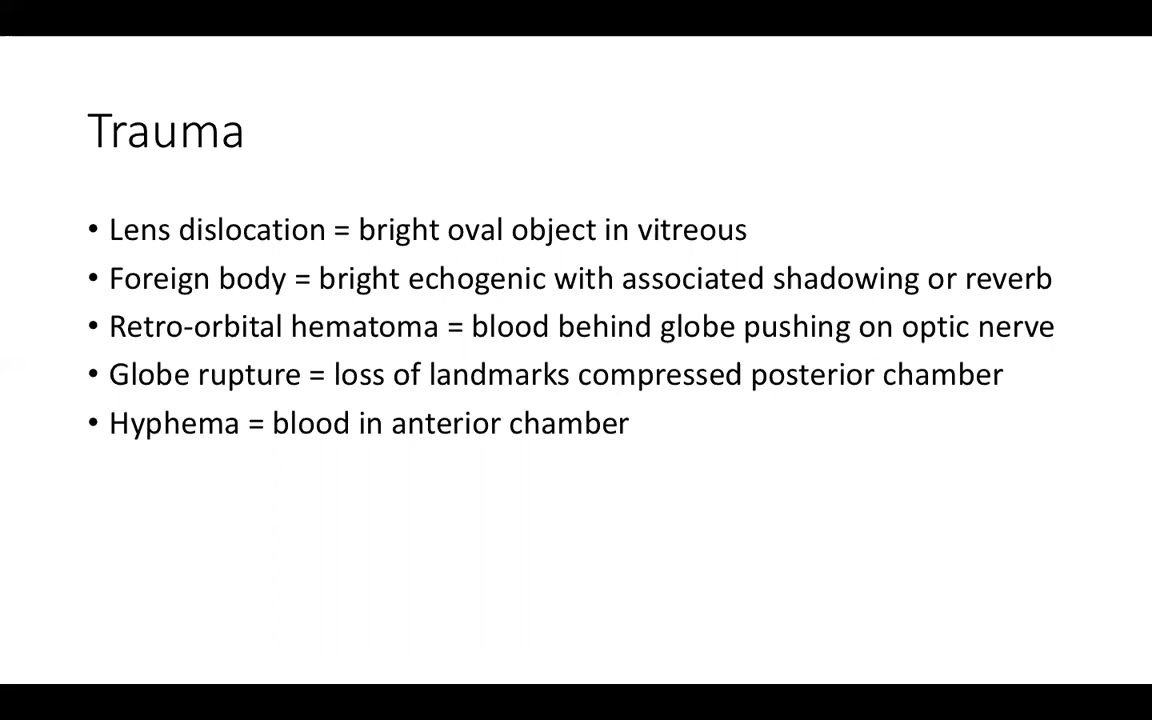 Trauma
• Lens dislocation = bright oval object in vitreous
• Foreign body = bright echogenic with associated shadowing or reverb
• Retro-orbital hematoma = blood behind globe pushing on optic nerve
• Globe rupture = loss of landmarks compressed posterior chamber
• Hyphema = blood in anterior chamber